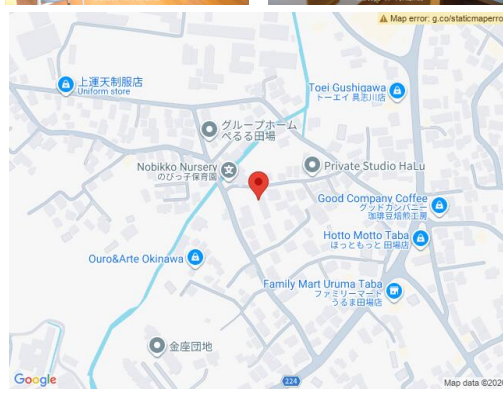 Map error: g.co/staticmaperro
上運天制服店
Uniform store
Toei Gushigawa
トーエイ 具志川店
グループホーム
べるる田場
Nobikko Nursery
のびっ子保育園
Private Studio HaLu
Good Company Coffee
グッドカンパニー
珈琲豆焙煎工房
Hotto Motto Taba
ほっともっと 田場店
Ouro&Arte Okinawa
Family Mart Uruma Taba
ファミリーマート
うるま田場店
金座団地
224
Google
Map data ©2020